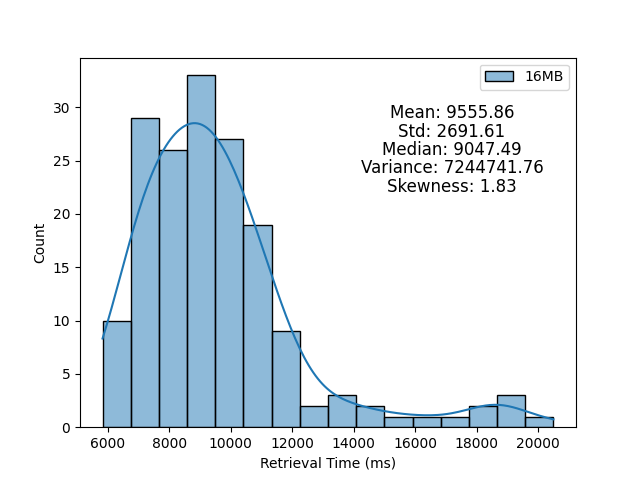 16MB
Mean: 9555.86
Std: 2691.61
Median: 9047.49
Variance: 7244741.76
Skewness: 1.83
30
25
20
15
10
5
0
Count
6000 8000 10000 12000 14000 16000 18000 20000
Retrieval Time (ms)